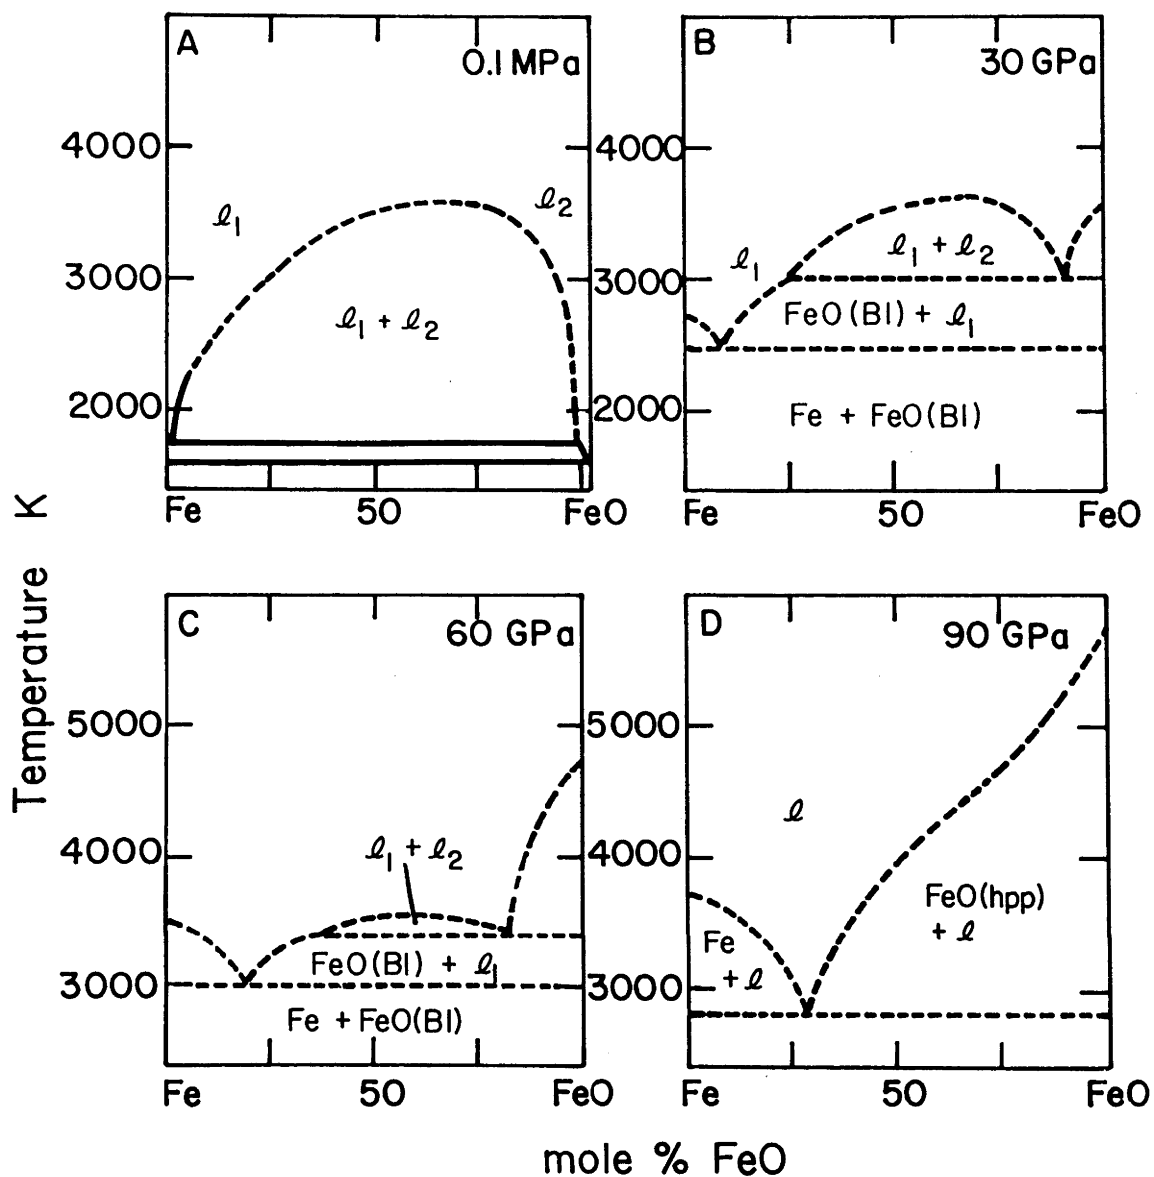 A
0.1 MPa
4000
3000
2000
ℓ1
ℓ2
ℓ1 + ℓ2
Fe
50
FeO
B
30 GPa
4000
3000
2000
ℓ1
ℓ1 + ℓ2
FeO (B1) + ℓ1
Fe + FeO(B1)
Fe
50
FeO
Temperature K
C
60 GPa
5000
4000
3000
ℓ1 + ℓ2
FeO(B1) + ℓ1
Fe + FeO(B1)
Fe
50
FeO
D
90 GPa
5000
4000
3000
ℓ
FeO(hpp)
+ ℓ
Fe
+ ℓ
Fe
50
FeO
mole % FeO